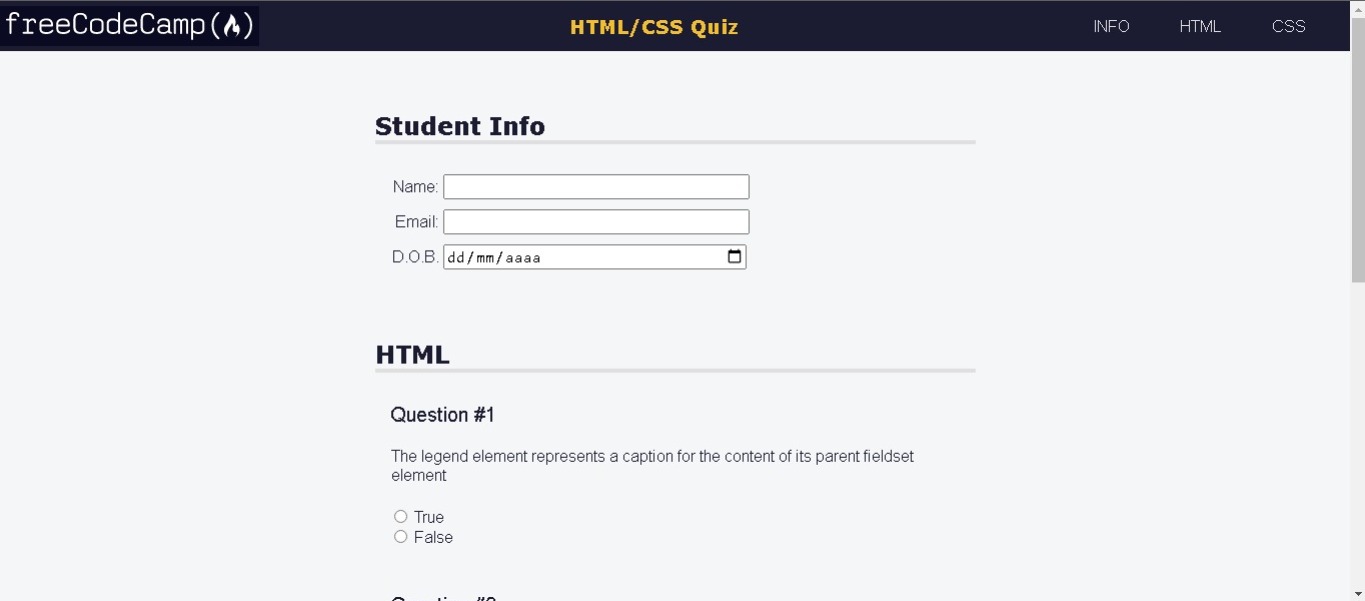 freeCodeCamp(🔥)
HTML/CSS Quiz
INFO
HTML
CSS
Student Info
Name:
Email:
D.O.B. dd/mm/aaaa
HTML
Question #1
The legend element represents a caption for the content of its parent fieldset
element
True
False